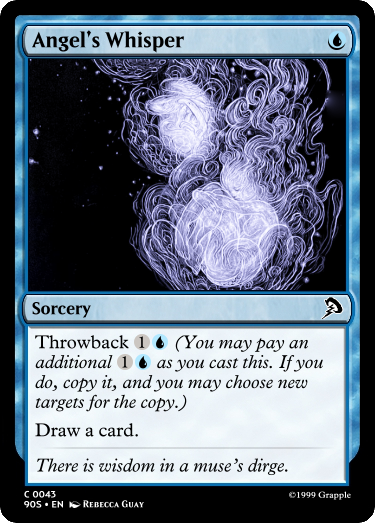 Angel's Whisper
Sorcery
Throwback 1 (You may pay an
additional 1 as you cast this. If you
do, copy it, and you may choose new
targets for the copy.)
Draw a card.
There is wisdom in a muse's dirge.
C 0043
90S • EN Rebecca Guay
©1999 Grapple